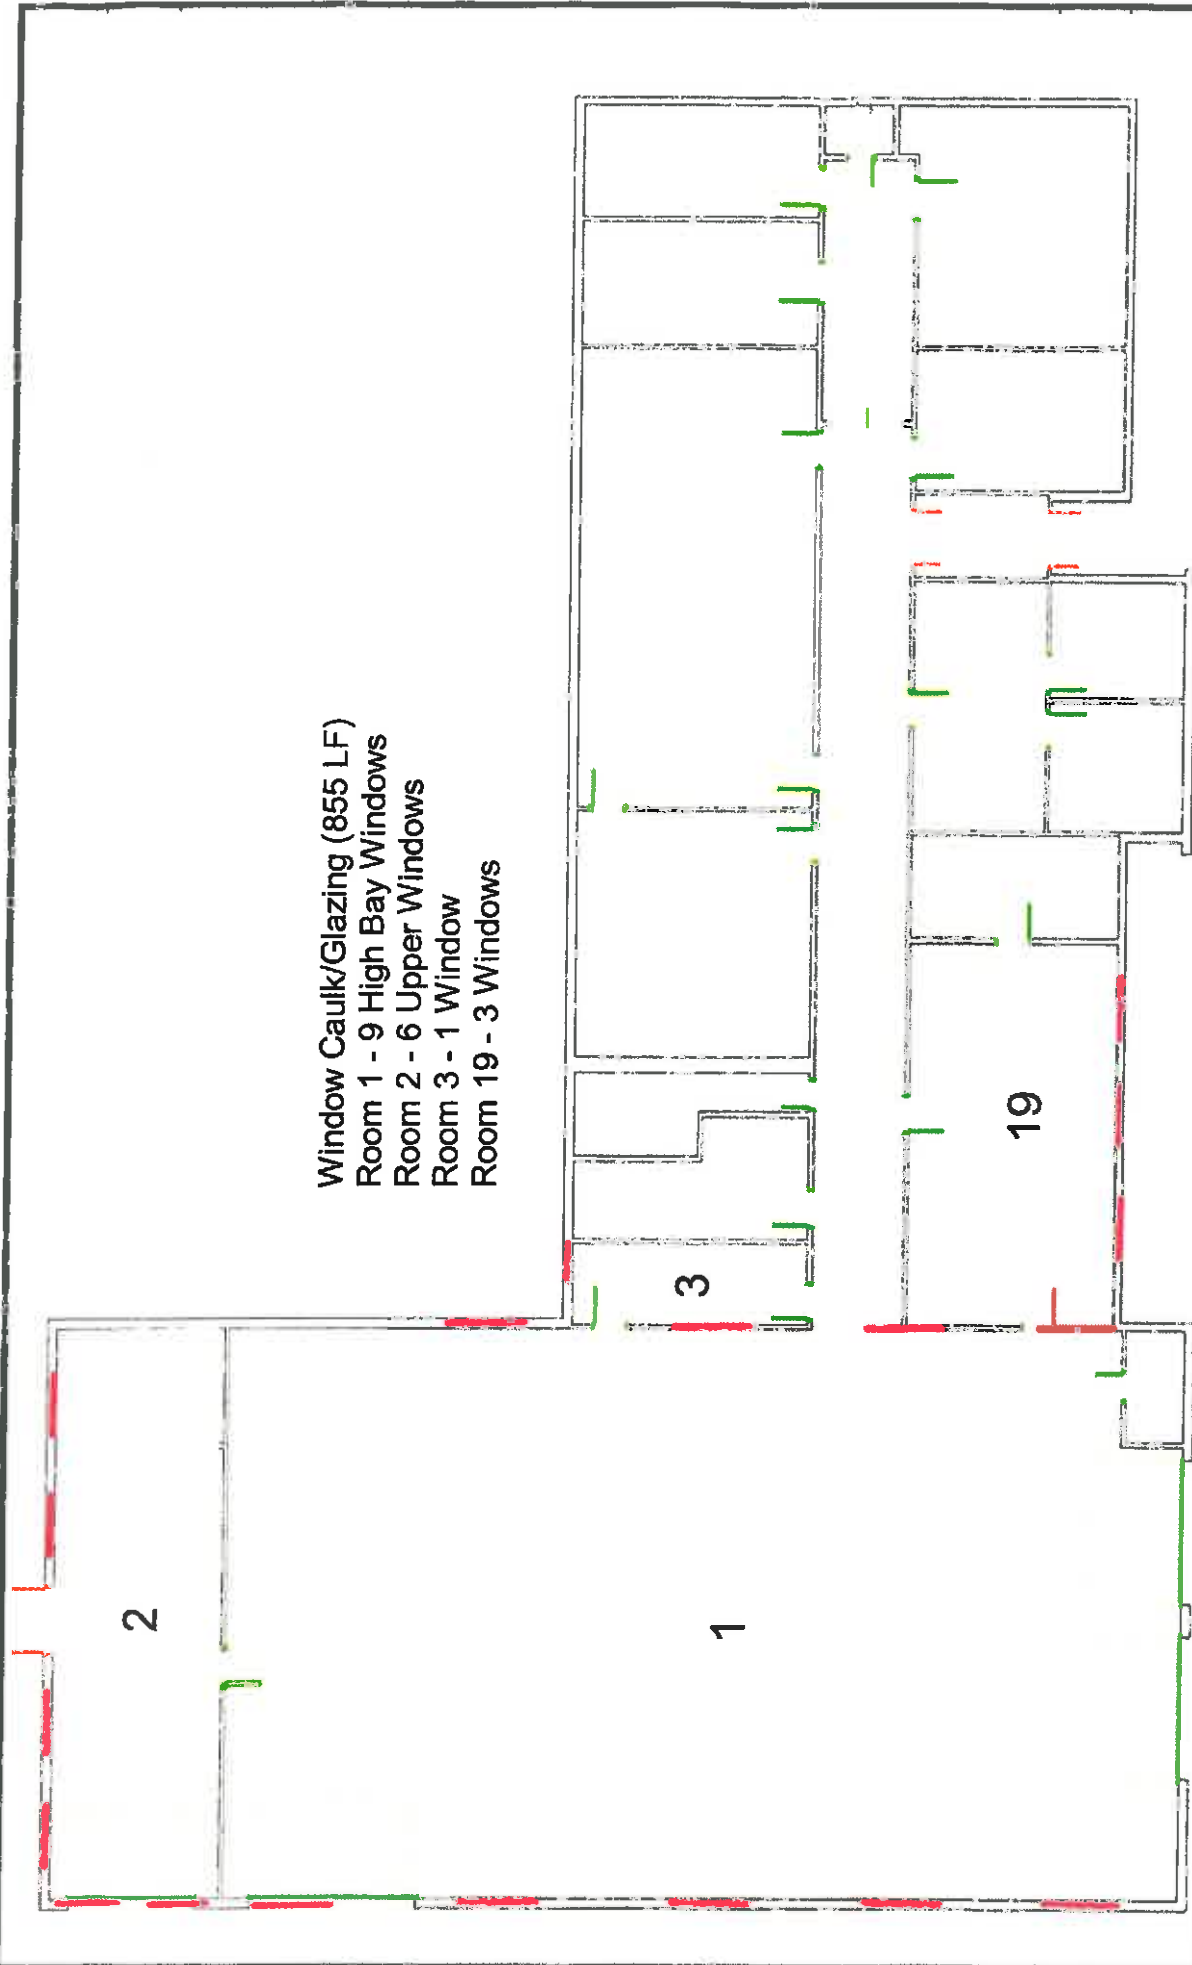 Window Caulk/Glazing (855 LF)
Room 1 - 9 High Bay Windows
Room 2 - 6 Upper Windows
Room 3 - 1 Window
Room 19 - 3 Windows
2
1
3
19